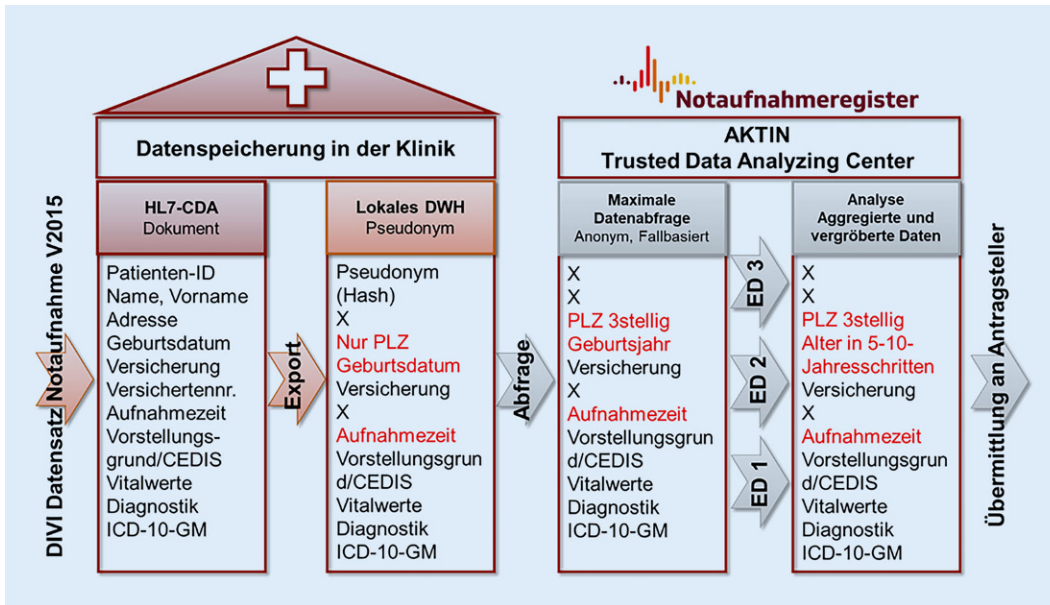 Notaufnahmeregister
Datenspeicherung in der Klinik
AKTIN
Trusted Data Analyzing Center
DIVI Datensatz Notaufnahme V2015
HL7-CDA
Dokument
Patienten-ID
Name, Vorname
Adresse
Geburtsdatum
Versicherung
Versichertennr.
Aufnahmezeit
Vorstellungs-
grund/CEDIS
Vitalwerte
Diagnostik
ICD-10-GM
Export
Lokales DWH
Pseudonym
Pseudonym
(Hash)
X
Nur PLZ
Geburtsdatum
Versicherung
X
Aufnahmezeit
Vorstellungsgrun
d/CEDIS
Vitalwerte
Diagnostik
ICD-10-GM
Abfrage
Maximale
Datenabfrage
Anonym, Fallbasiert
X
X
PLZ 3stellig
Geburtsjahr
Versicherung
X
Aufnahmezeit
Vorstellungsgrun
d/CEDIS
Vitalwerte
Diagnostik
ICD-10-GM
ED 3
ED 2
ED 1
Analyse
Aggregierte und
vergröberte Daten
X
X
PLZ 3stellig
Alter in 5-10-
Jahresschritten
Versicherung
X
Aufnahmezeit
Vorstellungsgrun
d/CEDIS
Vitalwerte
Diagnostik
ICD-10-GM
Übermittlung an Antragsteller